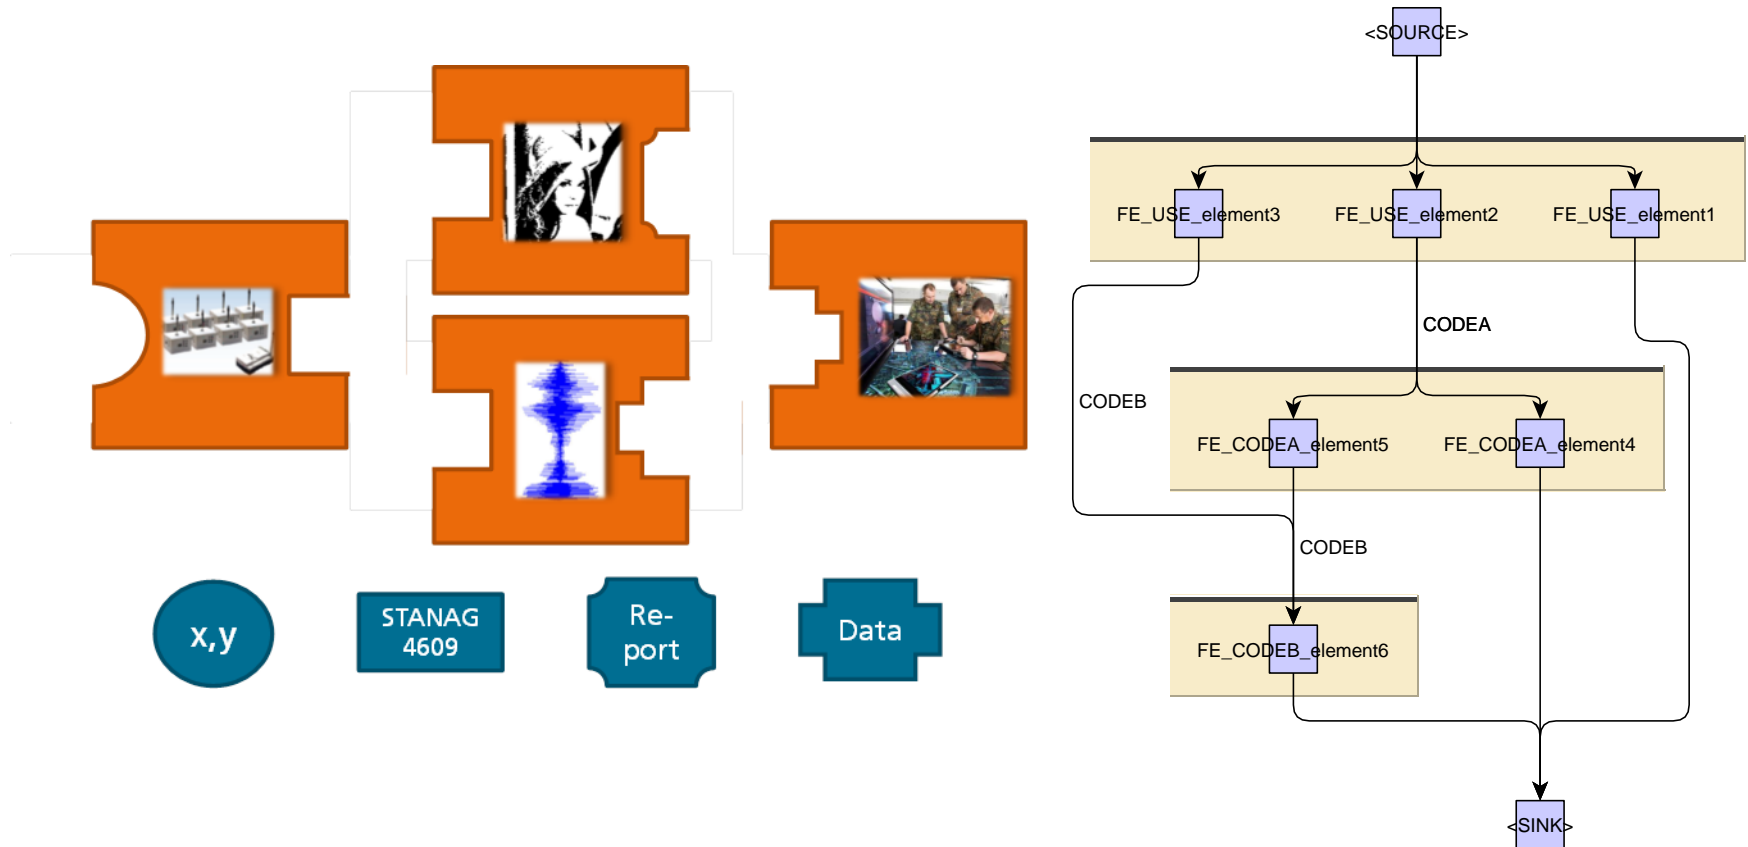 x,y
STANAG
4609
Re-
port
Data
<SOURCE>
FE_USE_element3
FE_USE_element2
FE_USE_element1
CODEA
CODEB
FE_CODEA_element5
FE_CODEA_element4
CODEB
FE_CODEB_element6
<SINK>